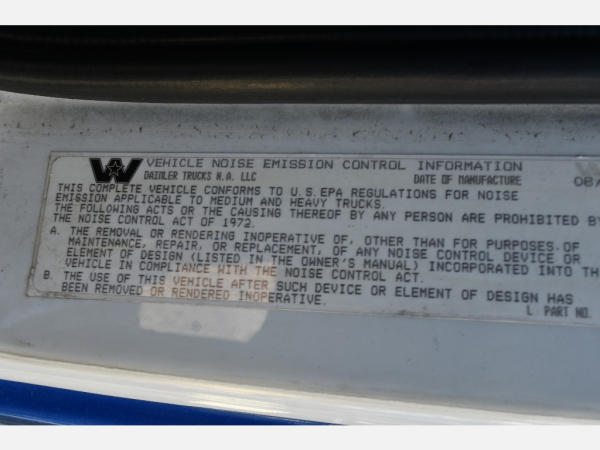 VEHICLE NOISE EMISSION CONTROL INFORMATION
DAIMLER TRUCKS N.A. LLC DATE OF MANUFACTURE 08/
THIS COMPLETE VEHICLE CONFORMS TO U.S.EPA REGULATIONS FOR NOISE
EMISSION APPLICABLE TO MEDIUM AND HEAVY TRUCKS.
THE FOLLOWING ACTS OR THE CAUSING THEREOF BY ANY PERSON ARE PROHIBITED BY
THE NOISE CONTROL ACT OF 1972.
A. THE REMOVAL OR RENDERING INOPERATIVE OF, OTHER THAN FOR PURPOSES OF
MAINTENANCE, REPAIR, OR REPLACEMENT, OF ANY NOISE CONTROL DEVICE OR
ELEMENT OF DESIGN (LISTED IN THE OWNER'S MANUAL) INCORPORATED INTO TH
VEHICLE IN COMPLIANCE WITH THE NOISE CONTROL ACT.
B. THE USE OF THIS VEHICLE AFTER SUCH DEVICE OR ELEMENT OF DESIGN HAS
BEEN REMOVED OR RENDERED INOPERATIVE.
L PART NO.